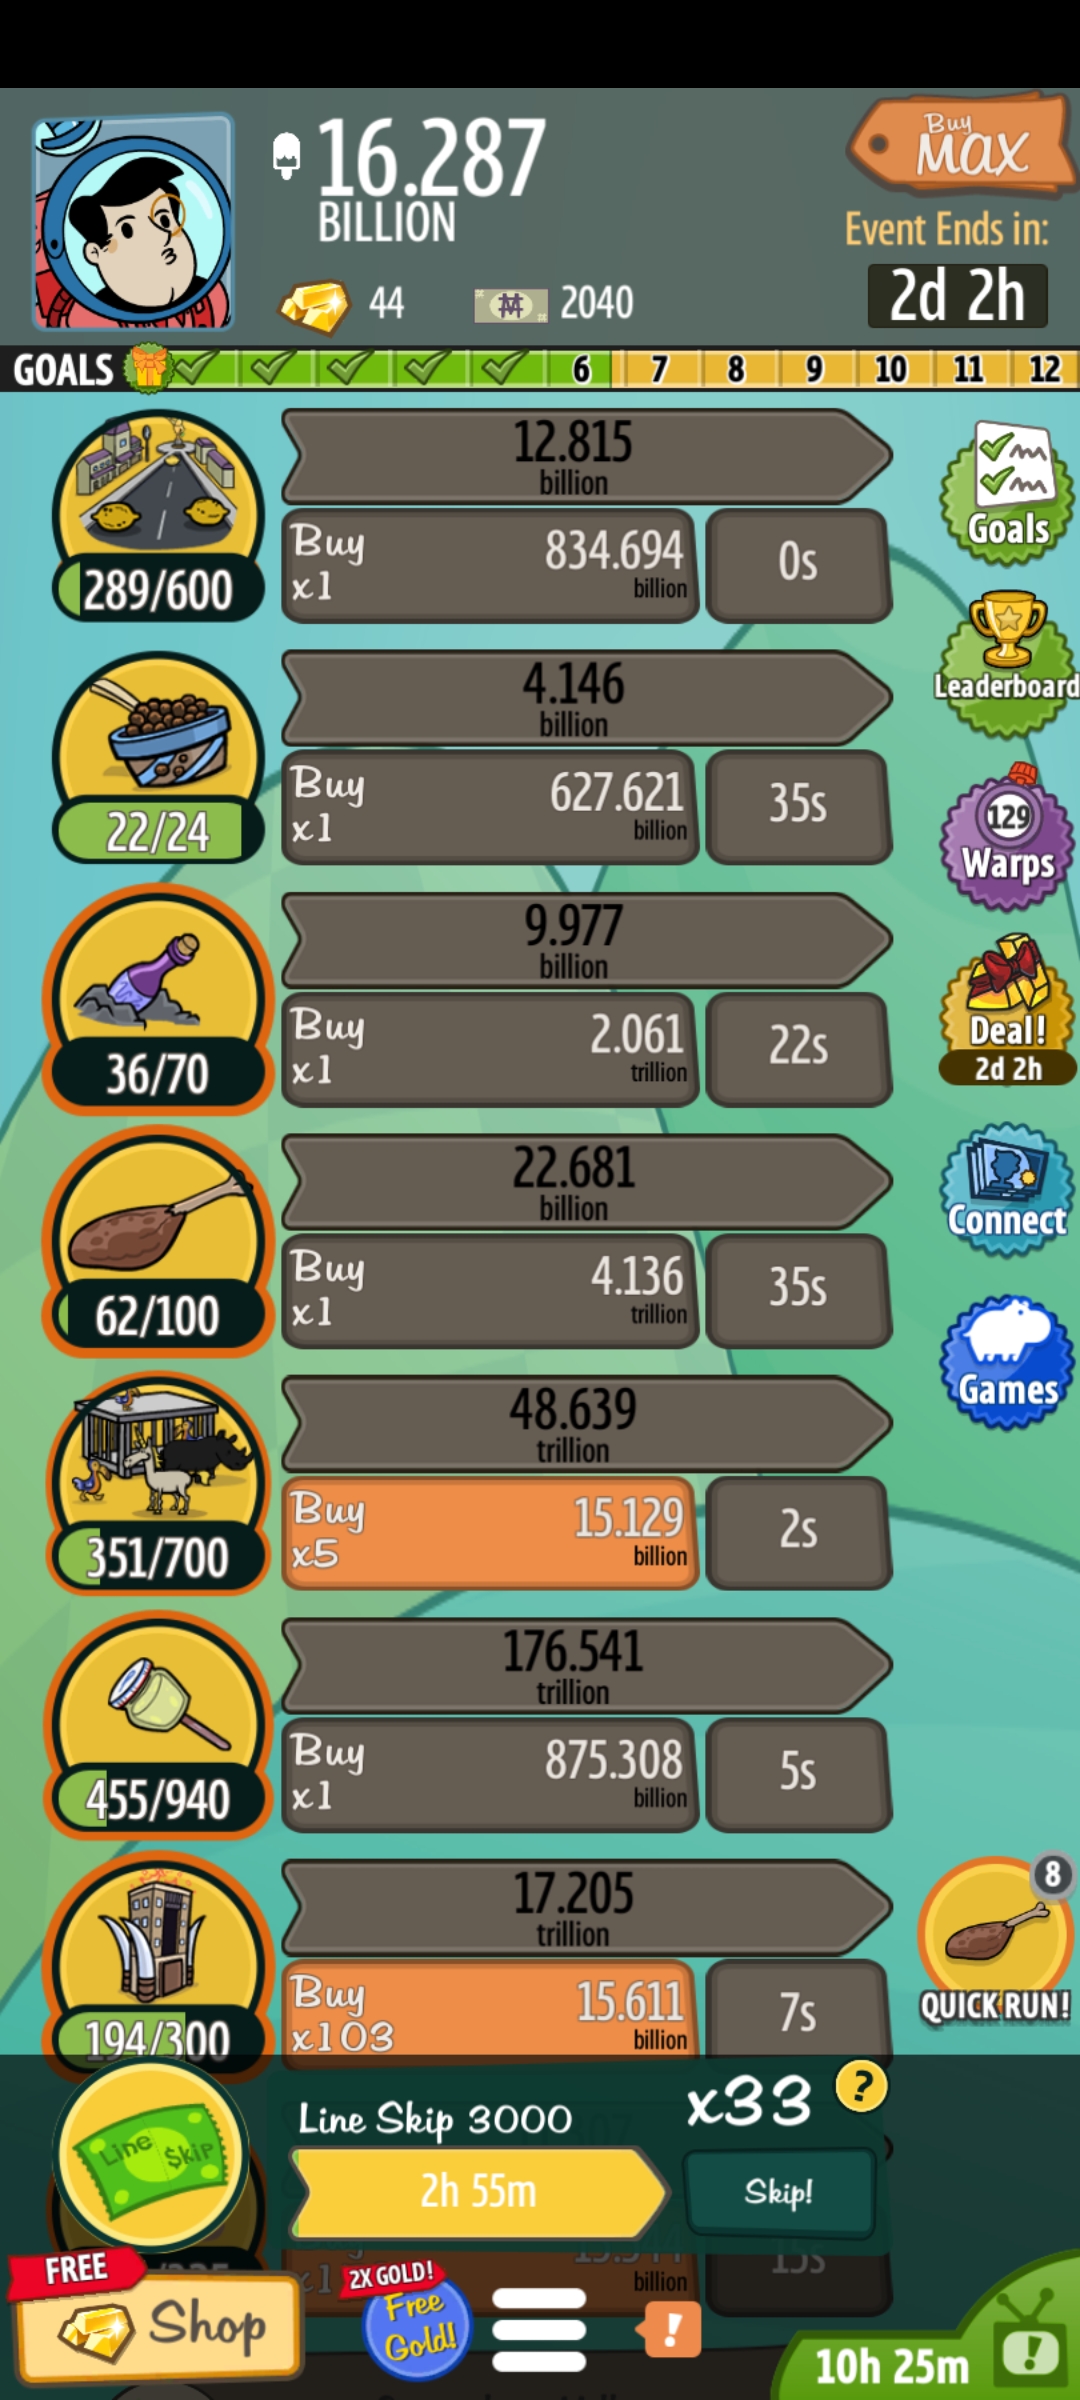 Buy
16.287
MAX
BILLION
Event Ends in:
44
2040
2d 2h
GOALS
6 7 8 9 10 11 12
12.815
billion
Buy 834.694
x1 billion
0s
289/600
Goals
4.146
billion
Leaderboard
Buy 627.621
x1 billion
35s
22/24
129
Warps
9.977
billion
Buy 2.061
x1 trillion
22s
36/70
Deal!
2d 2h
22.681
billion
Connect
Buy 4.136
x1 trillion
35s
62/100
Games
48.639
trillion
Buy 15.129
x5 billion
2s
351/700
176.541
trillion
Buy 875.308
x1 billion
5s
455/940
17.205
trillion
8
Buy 15.611
x103 billion
7s
194/300
QUICK RUN!
Line Skip 3000
x33
?
Line $kip
2h 55m
Skip!
x1
billion
15s
FREE
Shop
2X GOLD!
Free
Gold!
!
10h 25m
!